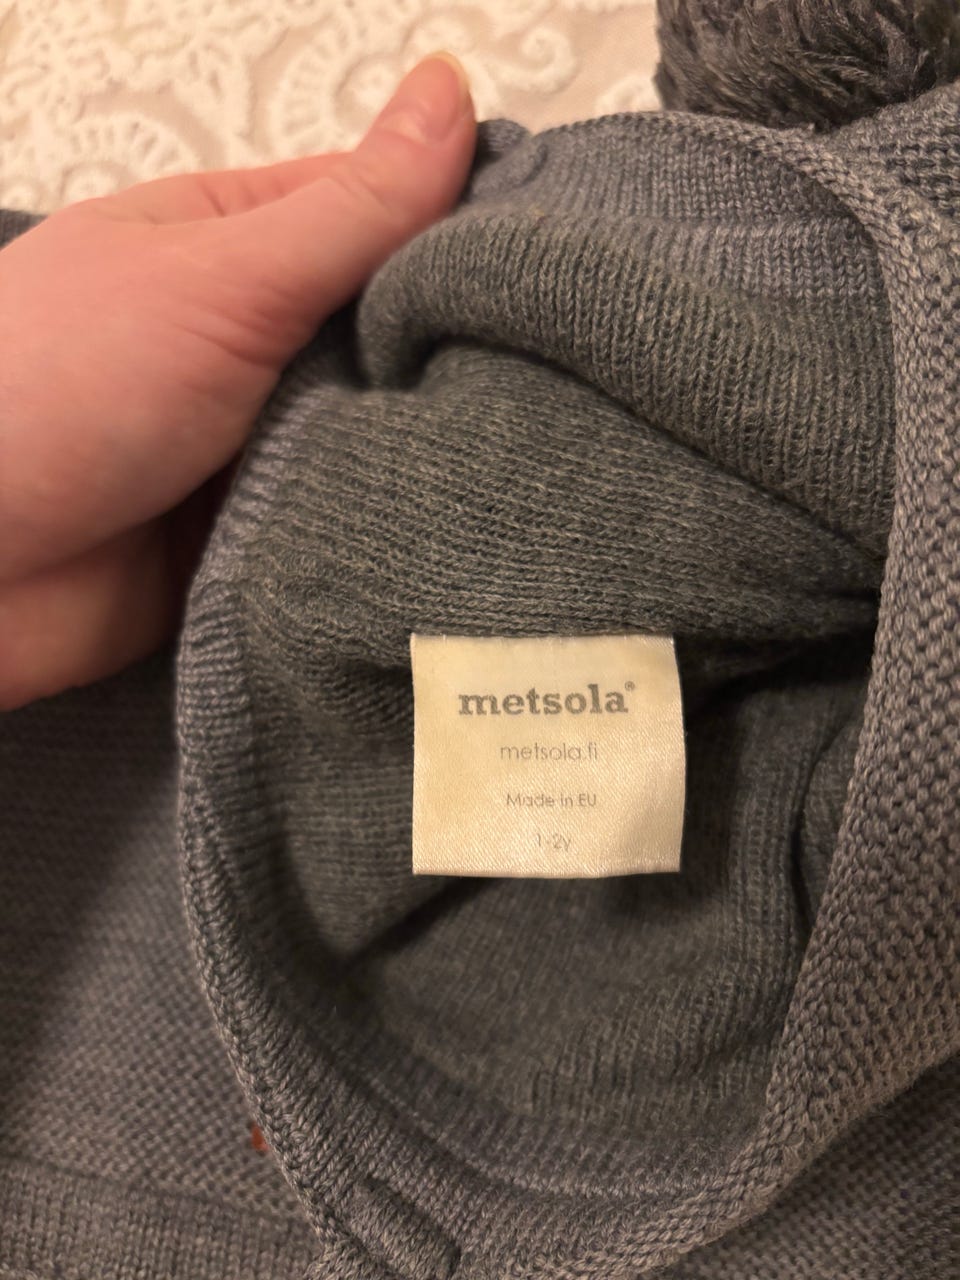 metsola®
metsola.fi
Made in EU
1-2y